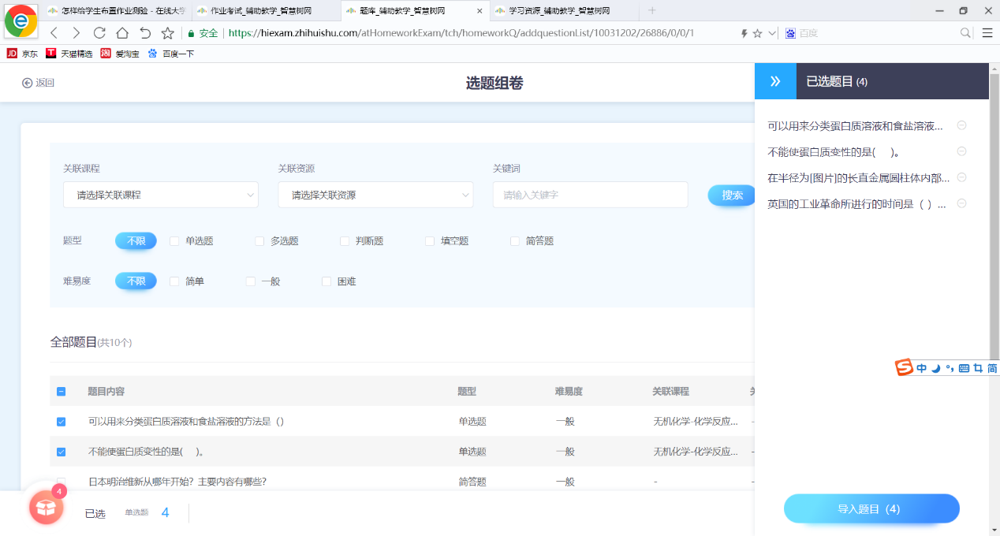 怎样给学生布置作业测验 - 在线大学
作业考试_辅助教学_智慧树网
题库_辅助教学_智慧树网
学习资源_辅助教学_智慧树网
安全
https://hiexam.zhihuishu.com/atHomeworkExam/tch/homeworkQ/addquestionList/10031202/26886/0/0/1
百度
JD 京东
T 天猫精选
淘 爱淘宝
百度一下
返回
选题组卷
已选题目 (4)
可以用来分类蛋白质溶液和食盐溶液...
不能使蛋白质变性的是( )。
在半径为[图片]的长直金属圆柱体内部...
英国的工业革命所进行的时间是（ ）...
关联课程
关联资源
关键词
请选择关联课程
请选择关联资源
请输入关键字
搜索
题型
不限
单选题
多选题
判断题
填空题
简答题
难易度
不限
简单
一般
困难
全部题目(共10个)
题目内容
题型
难易度
关联课程
可以用来分类蛋白质溶液和食盐溶液的方法是（）
单选题
一般
无机化学-化学反应...
-
不能使蛋白质变性的是( )。
单选题
一般
无机化学-化学反应...
-
日本明治维新从哪年开始？主要内容有哪些？
简答题
一般
-
-
4
已选
单选题
4
导入题目（4）
S 中 简